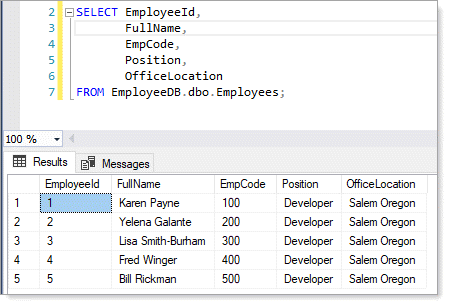 2 SELECT EmployeeId,
3 FullName,
4 EmpCode,
5 Position,
6 OfficeLocation
7 FROM EmployeeDB.dbo.Employees;
100 %
Results Messages
EmployeeId FullName EmpCode Position OfficeLocation
1 1 Karen Payne 100 Developer Salem Oregon
2 2 Yelena Galante 200 Developer Salem Oregon
3 3 Lisa Smith-Burham 300 Developer Salem Oregon
4 4 Fred Winger 400 Developer Salem Oregon
5 5 Bill Rickman 500 Developer Salem Oregon